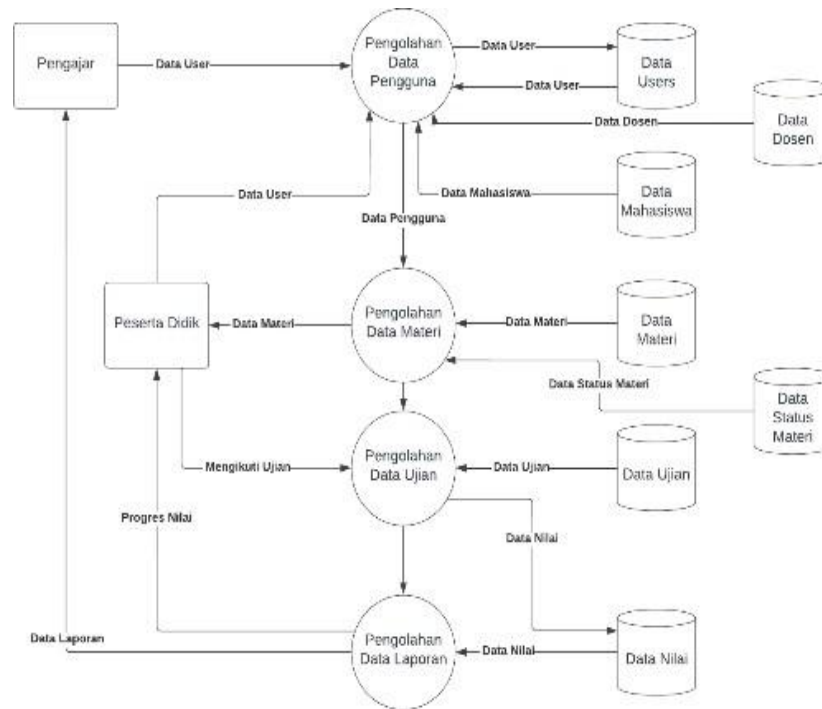 Pengajar
Data User
Pengolahan
Data
Pengguna
Data User
Data User
Data
Users
Data Dosen
Data
Dosen
Data User
Data Mahasiswa
Data
Mahasiswa
Data Pengguna
Peserta Didik
Data Materi
Pengolahan
Data Materi
Data Materi
Data
Materi
Data Status Materi
Data
Status
Materi
Mengikuti Ujian
Pengolahan
Data Ujian
Data Ujian
Data Ujian
Progres Nilai
Data Nilai
Data Laporan
Pengolahan
Data Laporan
Data Nilai
Data Nilai